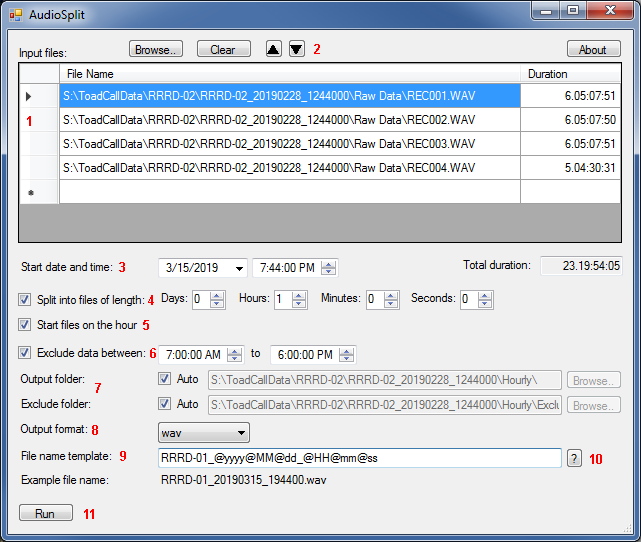 AudioSplit
Input files: Browse.. Clear 2 About
File Name Duration
S:\ToadCallData\RRRD-02\RRRD-02_20190228_1244000\Raw Data\REC001.WAV 6.05:07:51
1 S:\ToadCallData\RRRD-02\RRRD-02_20190228_1244000\Raw Data\REC002.WAV 6.05:07:50
S:\ToadCallData\RRRD-02\RRRD-02_20190228_1244000\Raw Data\REC003.WAV 6.05:07:51
S:\ToadCallData\RRRD-02\RRRD-02_20190228_1244000\Raw Data\REC004.WAV 5.04:30:31
*
Start date and time: 3 3/15/2019 7:44:00 PM Total duration: 23.19:54:05
Split into files of length: 4 Days: 0 Hours: 1 Minutes: 0 Seconds: 0
Start files on the hour 5
Exclude data between: 6 7:00:00 AM to 6:00:00 PM
Output folder: 7 Auto S:\ToadCallData\RRRD-02\RRRD-02_20190228_1244000\Hourly\ Browse..
Exclude folder: Auto S:\ToadCallData\RRRD-02\RRRD-02_20190228_1244000\Hourly\Exclu Browse..
Output format: 8 wav
File name template: 9 RRRD-01_@yyyy@MM@dd_@HH@mm@ss ? 10
Example file name: RRRD-01_20190315_194400.wav
Run 11